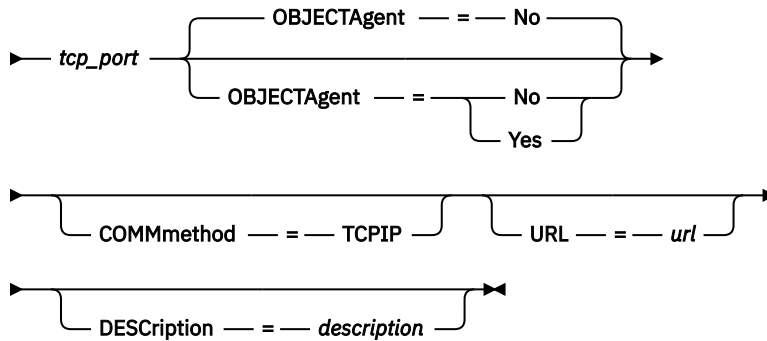 OBJECTAgent = No
tcp_port
OBJECTAgent = No
Yes
COMMmethod = TCPIP URL = url
DESCription = description